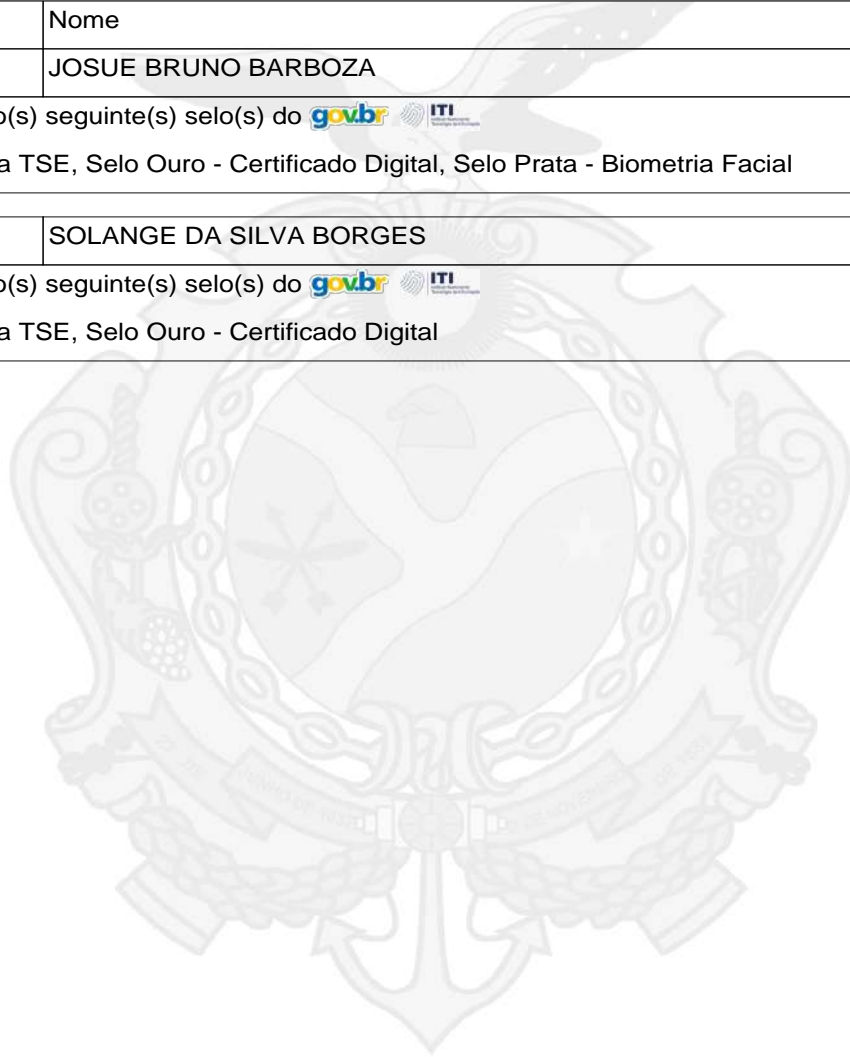 Nome
JOSUE BRUNO BARBOZA
o(s) seguinte(s) selo(s) do gov.br ITI
a TSE, Selo Ouro - Certificado Digital, Selo Prata - Biometria Facial
SOLANGE DA SILVA BORGES
o(s) seguinte(s) selo(s) do gov.br ITI
a TSE, Selo Ouro - Certificado Digital